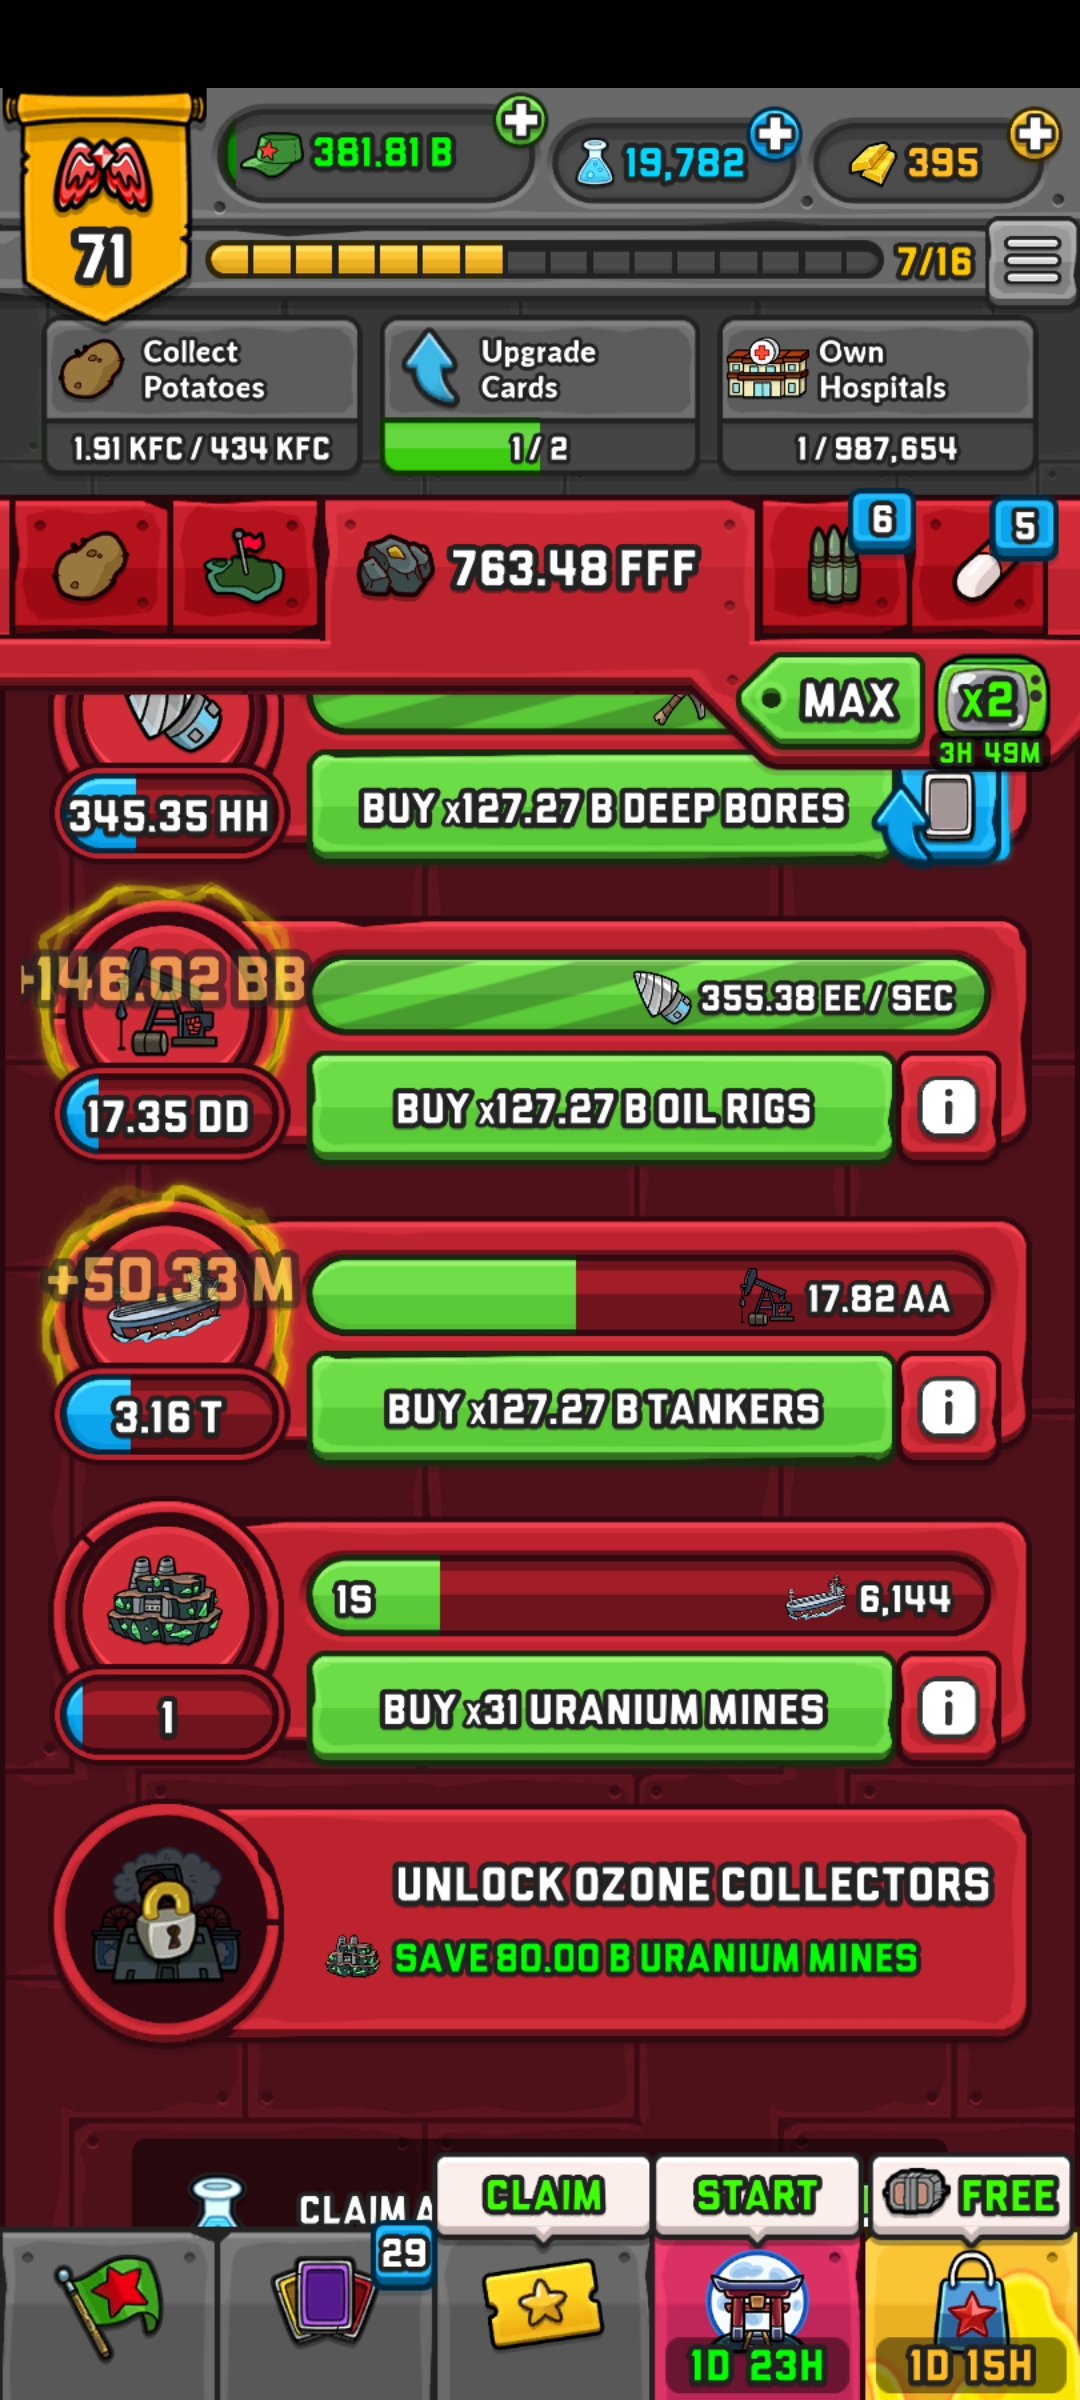 381.81 B
19,782
395
71
7/16
Collect
Potatoes
1.91 KFC / 434 KFC
Upgrade
Cards
1 / 2
Own
Hospitals
1 / 987,654
763.48 FFF
6
5
MAX
x2
3H 49M
345.35 HH
BUY x127.27 B DEEP BORES
+146.02 BB
355.38 EE / SEC
17.35 DD
BUY x127.27 B OIL RIGS
i
+50.33 M
17.82 AA
3.16 T
BUY x127.27 B TANKERS
i
1S
6,144
1
BUY x31 URANIUM MINES
i
UNLOCK OZONE COLLECTORS
SAVE 80.00 B URANIUM MINES
CLAIM
START
FREE
CLAIM A
29
1D 23H
1D 15H